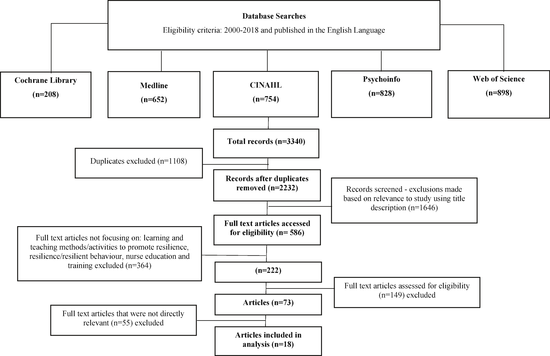 Database Searches
Eligibility criteria: 2000-2018 and published in the English Language
Cochrane Library
(n=208)
Medline
(n=652)
CINAHL
(n=754)
Psychoinfo
(n=828)
Web of Science
(n=898)
Total records (n=3340)
Duplicates excluded (n=1108)
Records after duplicates
removed (n=2232)
Records screened - exclusions made
based on relevance to study using title
description (n=1646)
Full text articles accessed
for eligibility (n= 586)
Full text articles not focusing on: learning and
teaching methods/activities to promote resilience,
resilience/resilient behaviour, nurse education and
training excluded (n=364)
(n=222)
Full text articles assessed for eligibility
(n=149) excluded
Articles (n=73)
Full text articles that were not directly
relevant (n=55) excluded
Articles included in
analysis (n=18)